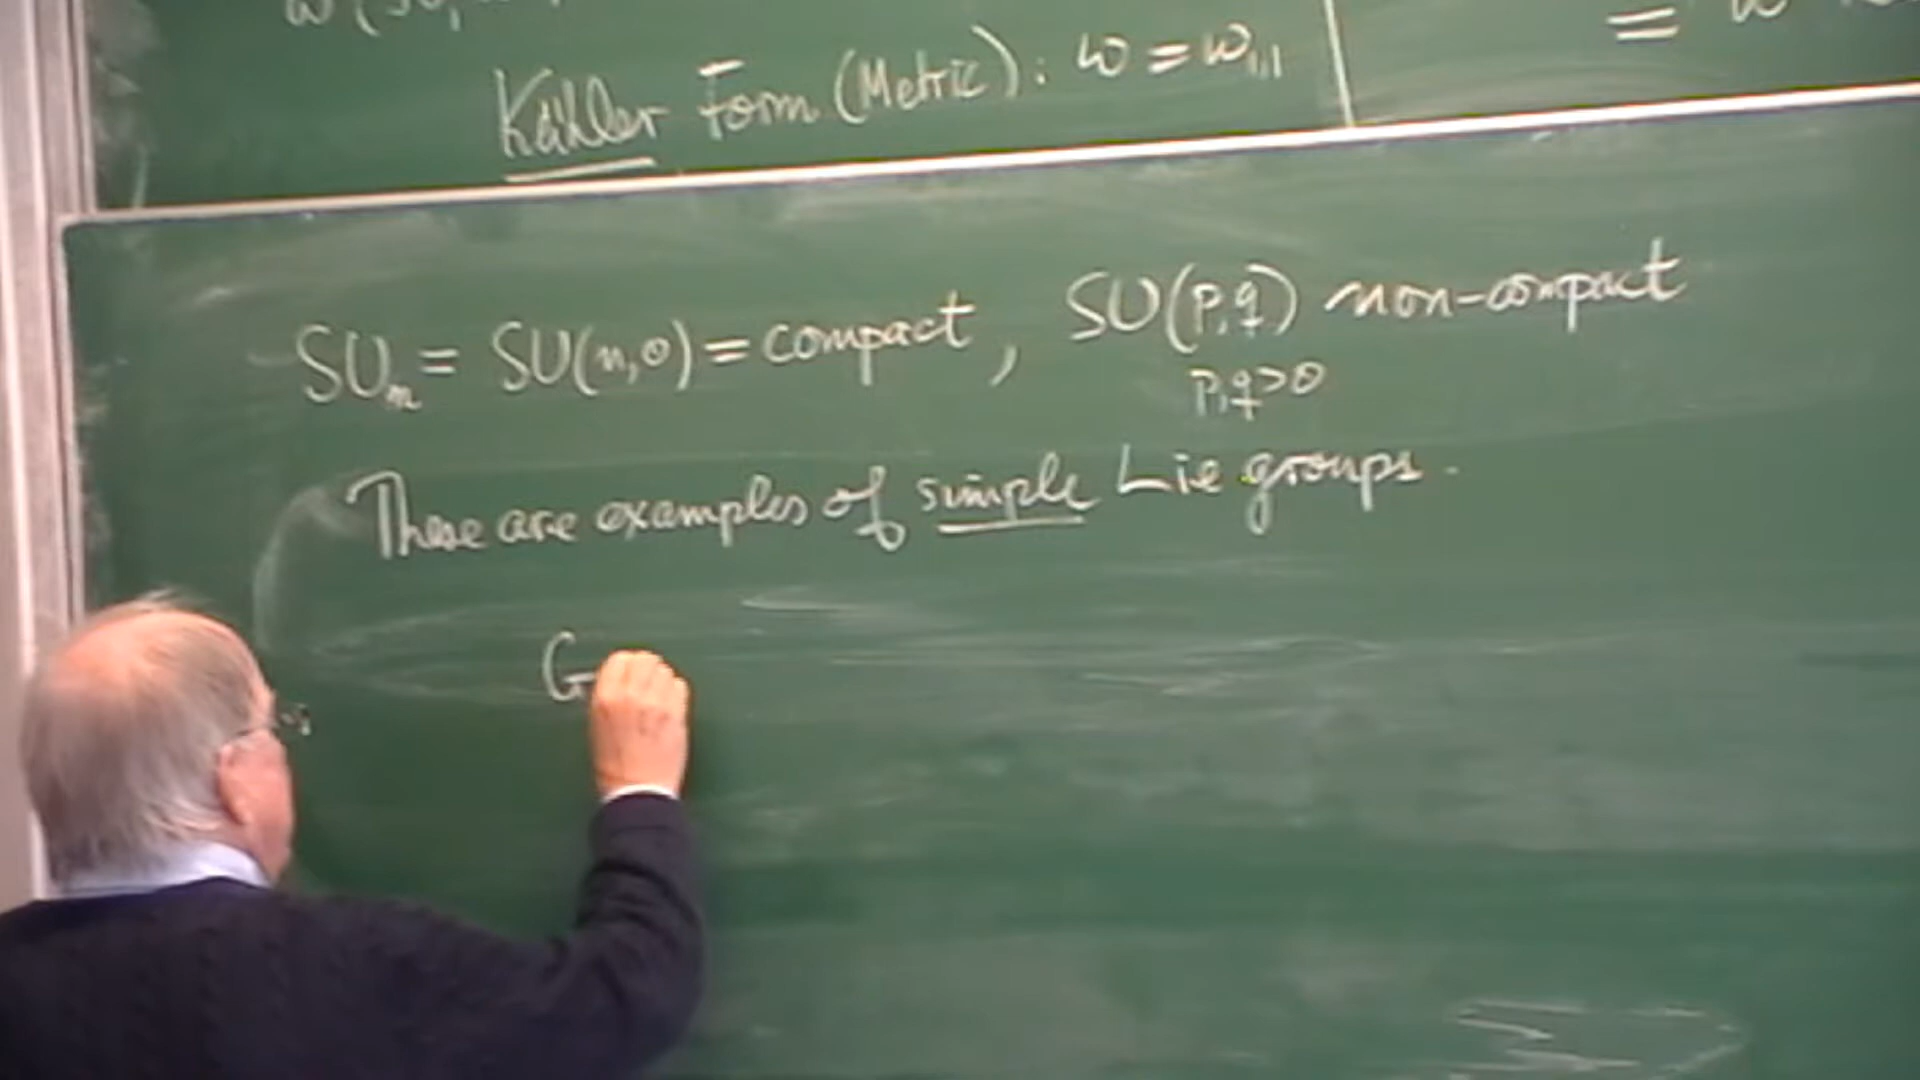 Kähler Form (Metric): ω = ω₁,₁
=
SUₙ = SU(n,0) = compact, SU(p,q) non-compact
p,q>0
These are examples of simple Lie groups.
G